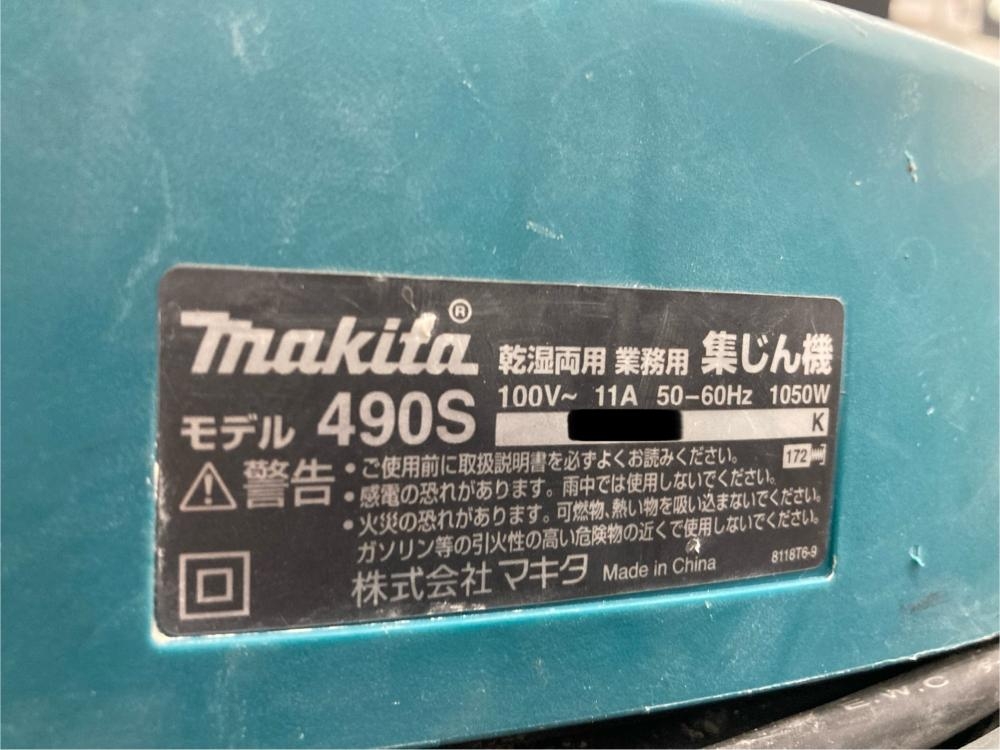 makita®
乾湿両用 業務用 集じん機
モデル 490S
100V~ 11A 50-60Hz 1050W
K
172
警告
・ご使用前に取扱説明書を必ずよくお読みください。
・感電の恐れがあります。雨中では使用しないでください。
・火災の恐れがあります。可燃物、熱い物を吸い込まないでください。
ガソリン等の引火性の高い危険物の近くで使用しないでください。
8118T6-9
株式会社 マキタ Made in China
E.W.C